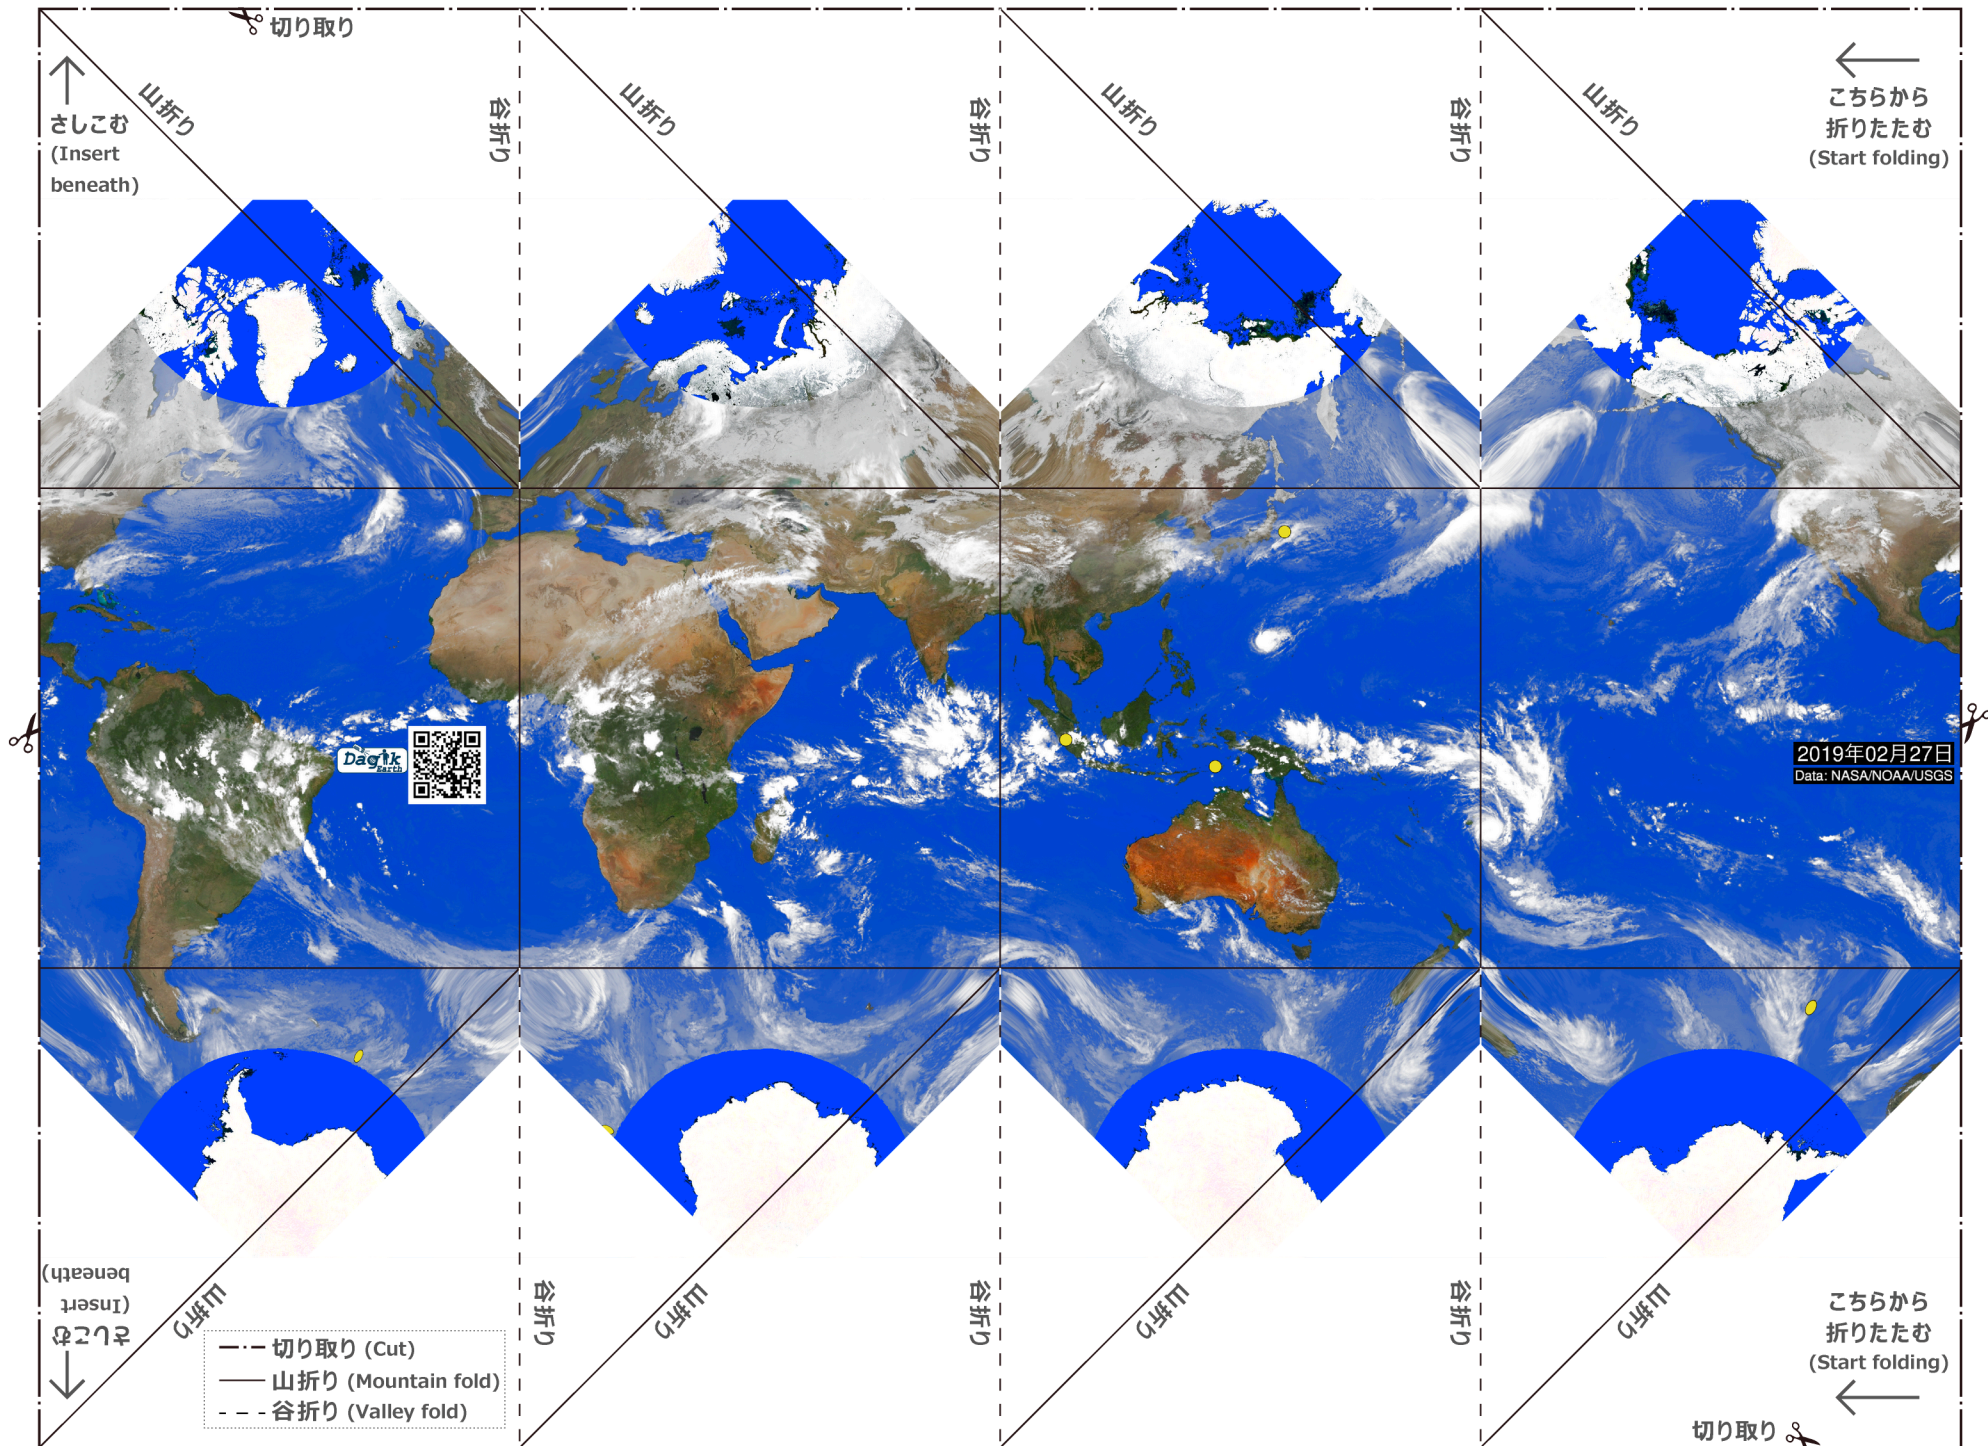 切り取り
山折り
谷折り
山折り
谷折り
山折り
谷折り
山折り
さしこむ
(Insert
beneath)
こちらから
折りたたむ
(Start folding)
Dagik
Earth
2019年02月27日
Data: NASA/NOAA/USGS
さしこむ
(Insert
beneath)
山折り
谷折り
山折り
谷折り
山折り
谷折り
山折り
こちらから
折りたたむ
(Start folding)
切り取り (Cut)
山折り (Mountain fold)
谷折り (Valley fold)
切り取り